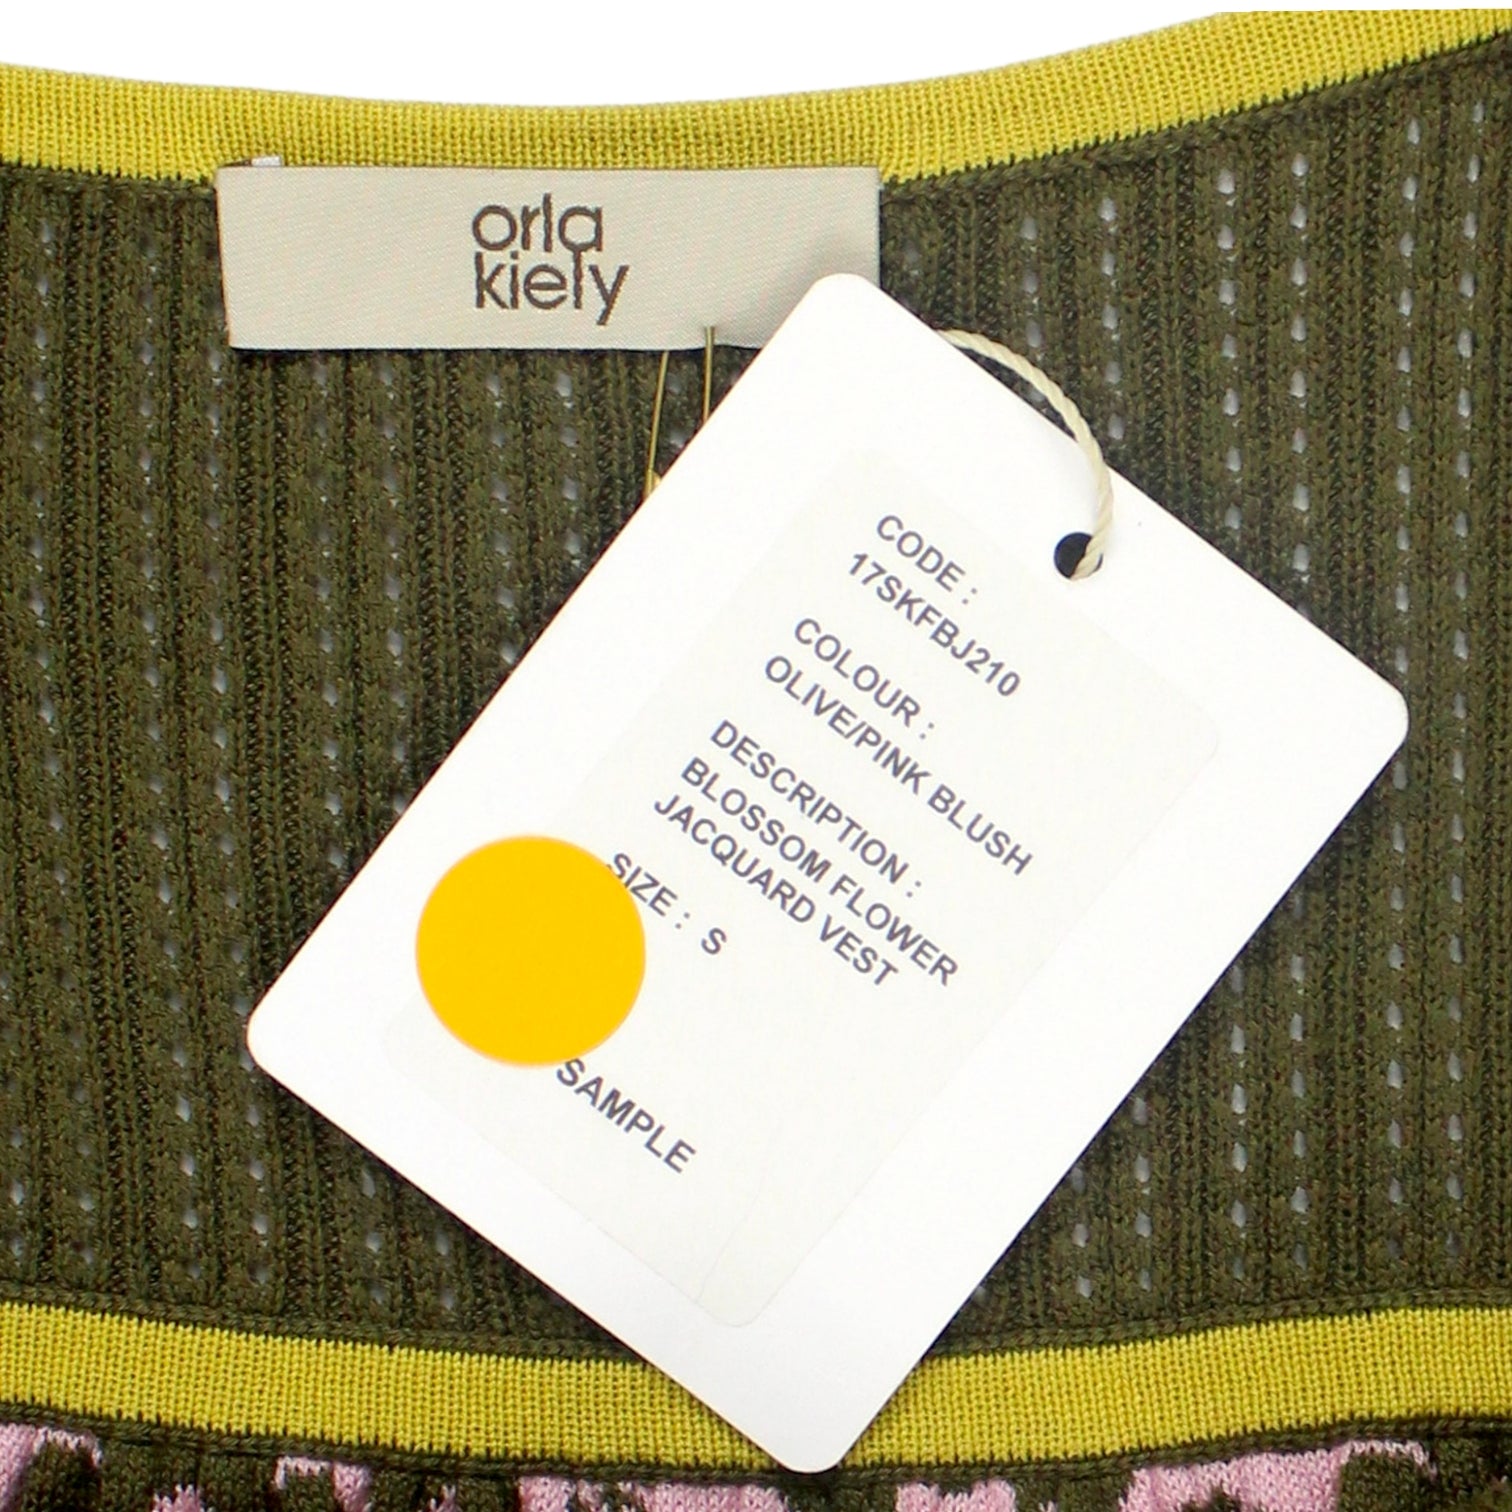 orla
kiely
CODE :
17SKFBJ210
COLOUR :
OLIVE/PINK BLUSH
DESCRIPTION :
BLOSSOM FLOWER
JACQUARD VEST
SIZE : S
SAMPLE